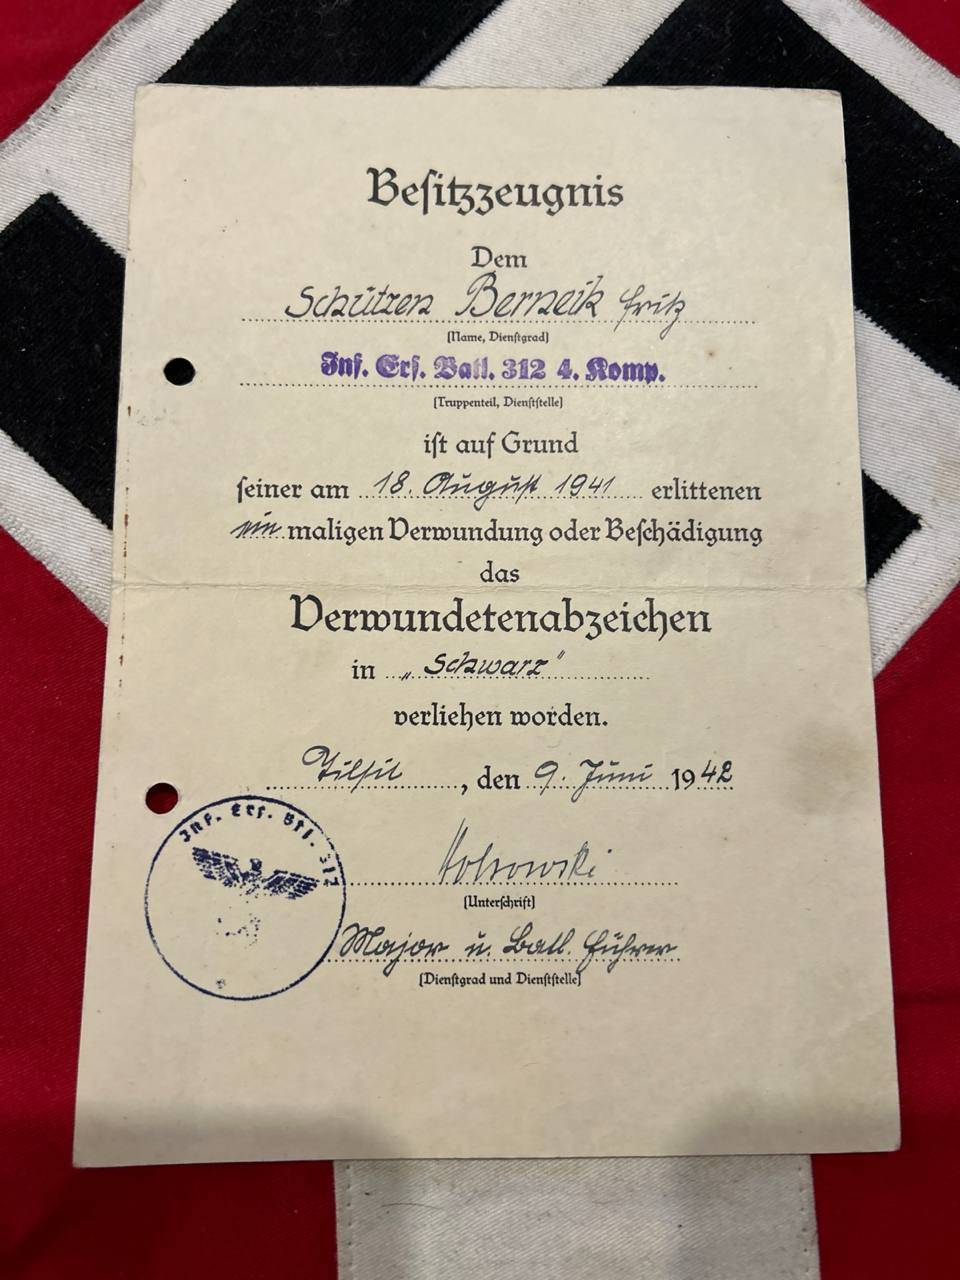 Besitzzeugnis
Dem
Schützen Berneik Fritz
(Name, Dienstgrad)
Inf. Ers. Batl. 312 4. Komp.
(Truppenteil, Dienststelle)
ist auf Grund
seiner am 18. August 1941 erlittenen
ein maligen Verwundung oder Beschädigung
das
Verwundetenabzeichen
in „Schwarz"
verliehen worden.
Tilsit, den 9. Juni 1942
Inf. Ers. Btl. 312
(Unterschrift)
Major u. Batl. Führer
(Dienstgrad und Dienststelle)